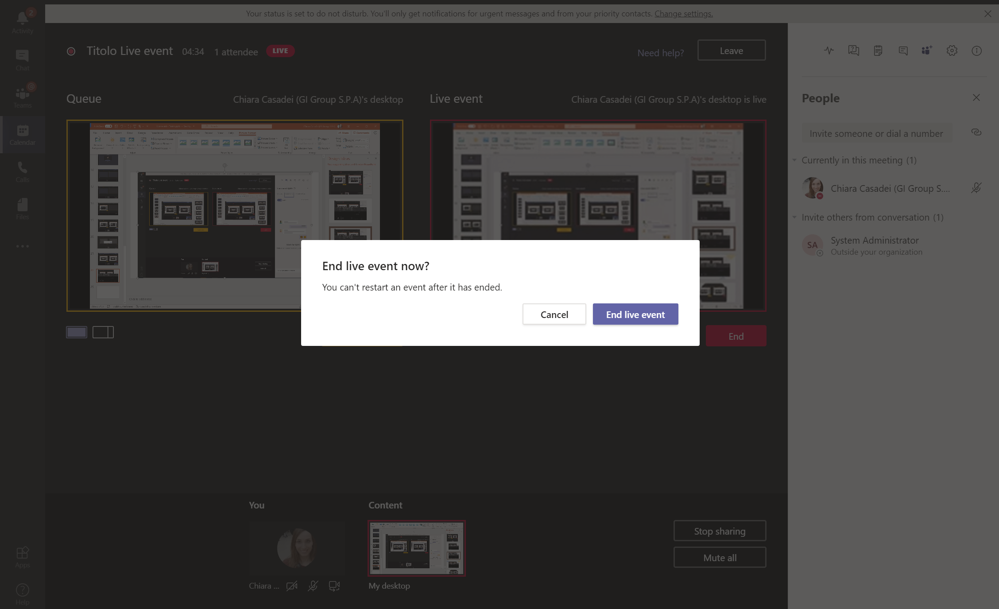 Your status is set to do not disturb. You'll only get notifications for urgent messages and from your priority contacts. Change settings.
2
Activity
Chat
@
Teams
Calendar
Calls
Files
Apps
Help
Titolo Live event 04:34 1 attendee LIVE
Need help? Leave
Queue Chiara Casadei (GI Group S.P.A)'s desktop
Live event Chiara Casadei (GI Group S.P.A)'s desktop is live
End live event now?
You can't restart an event after it has ended.
Cancel End live event
End
You Content
Stop sharing
Mute all
Chiara ... My desktop
People
Invite someone or dial a number
Currently in this meeting (1)
Chiara Casadei (GI Group S....
Invite others from conversation (1)
SA
System Administrator
Outside your organization